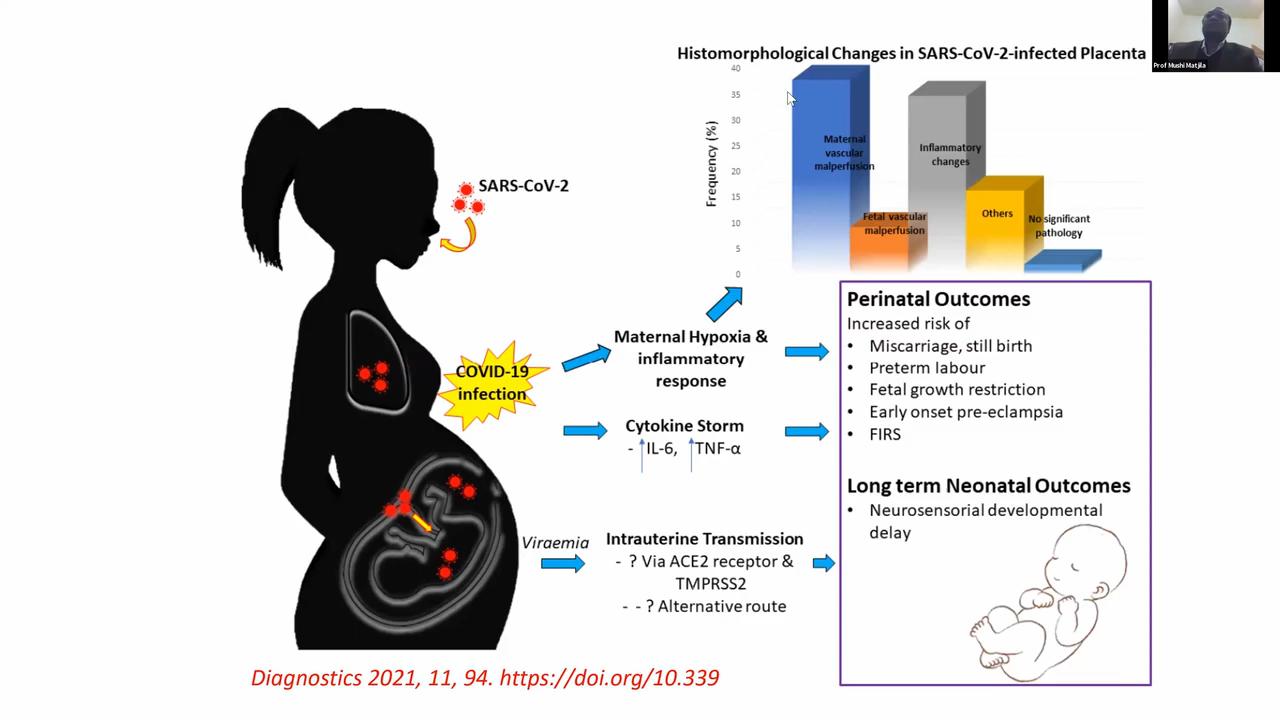 Prof Mushi Matjila
Histomorphological Changes in SARS-CoV-2-infected Placenta
Frequency (%)
40
35
30
25
20
15
10
5
0
Maternal
vascular
malperfusion
Fetal vascular
malperfusion
Inflammatory
changes
Others
No significant
pathology
SARS-CoV-2
COVID-19
infection
Maternal Hypoxia &
inflammatory
response
Cytokine Storm
- IL-6, TNF-α
Viraemia
Intrauterine Transmission
- ? Via ACE2 receptor &
TMPRSS2
- - ? Alternative route
Perinatal Outcomes
Increased risk of
• Miscarriage, still birth
• Preterm labour
• Fetal growth restriction
• Early onset pre-eclampsia
• FIRS
Long term Neonatal Outcomes
• Neurosensorial developmental
delay
Diagnostics 2021, 11, 94. https://doi.org/10.339